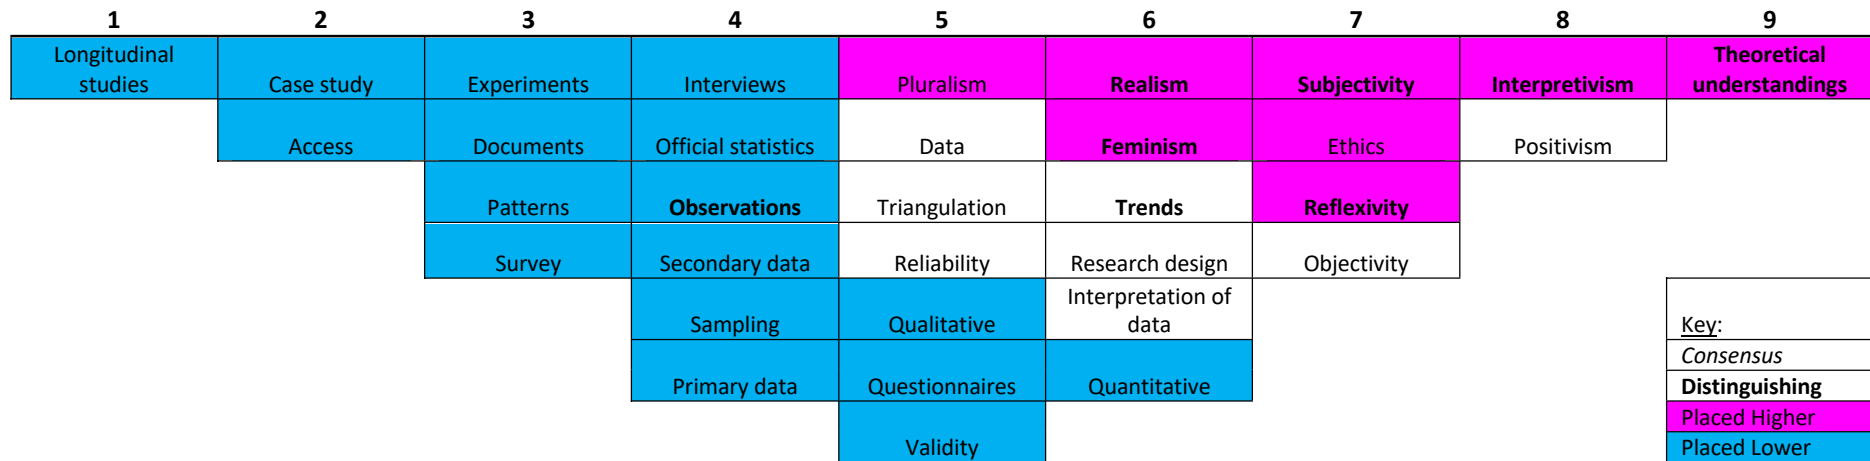 1 2 3 4 5 6 7 8 9
Longitudinal studies Case study Experiments Interviews Pluralism Realism Subjectivity Interpretivism Theoretical understandings
Access Documents Official statistics Data Feminism Ethics Positivism
Patterns Observations Triangulation Trends Reflexivity
Survey Secondary data Reliability Research design Objectivity
Sampling Qualitative Interpretation of data Key:
Consensus
Primary data Questionnaires Quantitative Distinguishing
Placed Higher
Validity Placed Lower